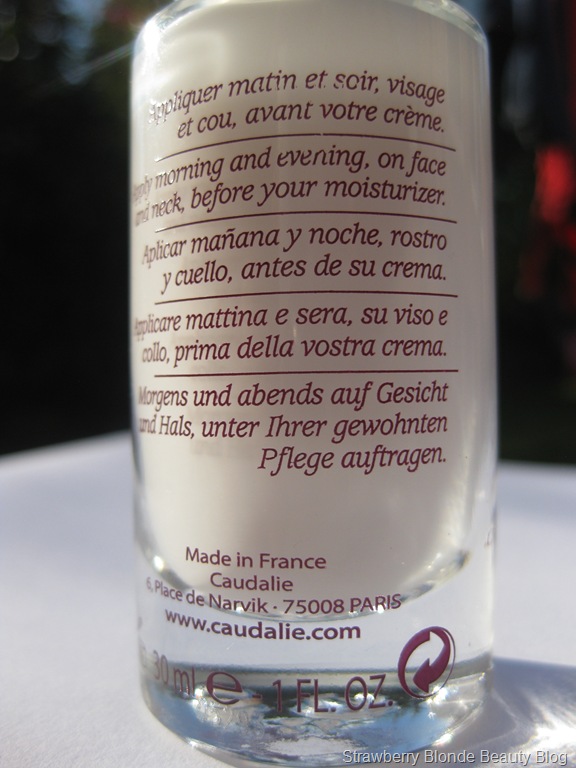 Appliquer matin et soir, visage
et cou, avant votre crème.
Apply morning and evening, on face
and neck, before your moisturizer.
Aplicar mañana y noche, rostro
y cuello, antes de su crema.
Applicare mattina e sera, su viso e
collo, prima della vostra crema.
Morgens und abends auf Gesicht
und Hals, unter Ihrer gewohnten
Pflege auftragen.
Made in France
Caudalie
6, Place de Narvik · 75008 PARIS
www.caudalie.com
30 ml ℮ - 1 FL. OZ.
Strawberry Blonde Beauty Blog